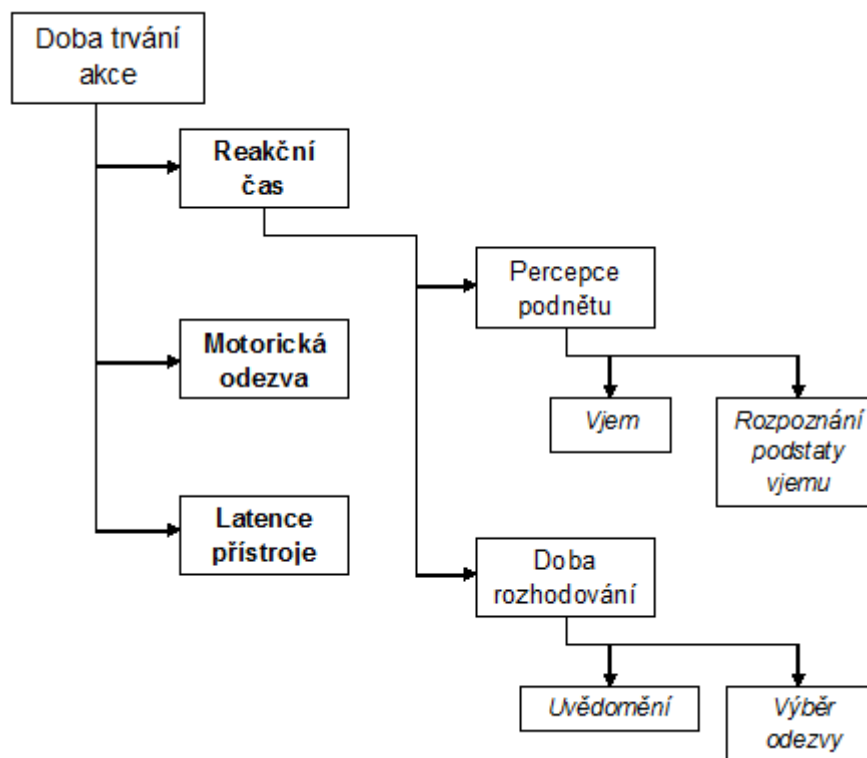 Doba trvání
akce
Reakční
čas
Percepce
podnětu
Motorická
odezva
Vjem
Rozpoznání
podstaty
vjemu
Latence
přístroje
Doba
rozhodování
Uvědomění
Výběr
odezvy